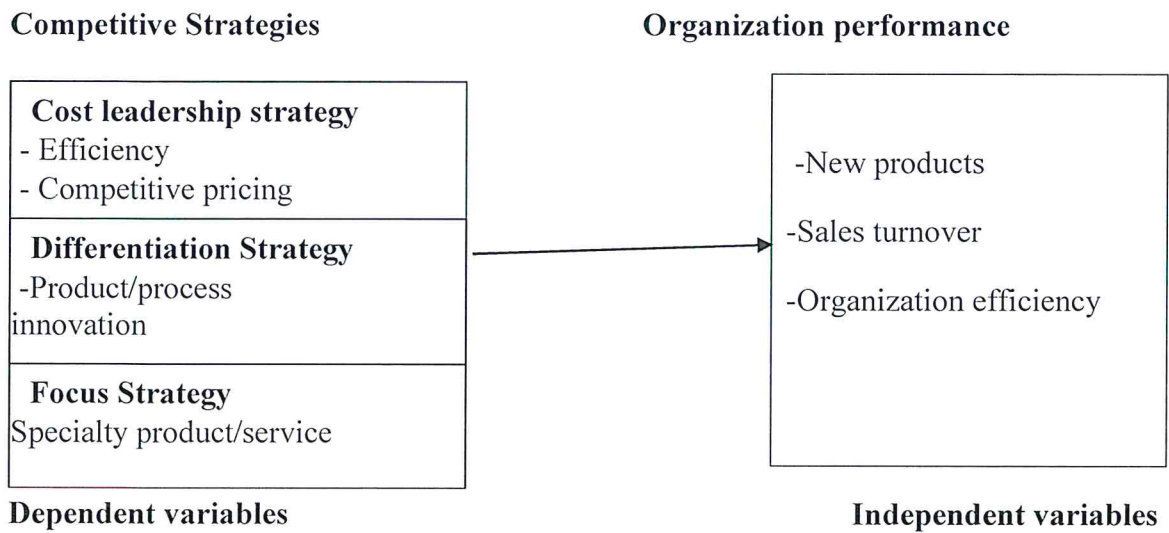 Competitive Strategies
Organization performance
Cost leadership strategy
- Efficiency
- Competitive pricing
Differentiation Strategy
-Product/process
innovation
Focus Strategy
Specialty product/service
-New products
-Sales turnover
-Organization efficiency
Dependent variables
Independent variables